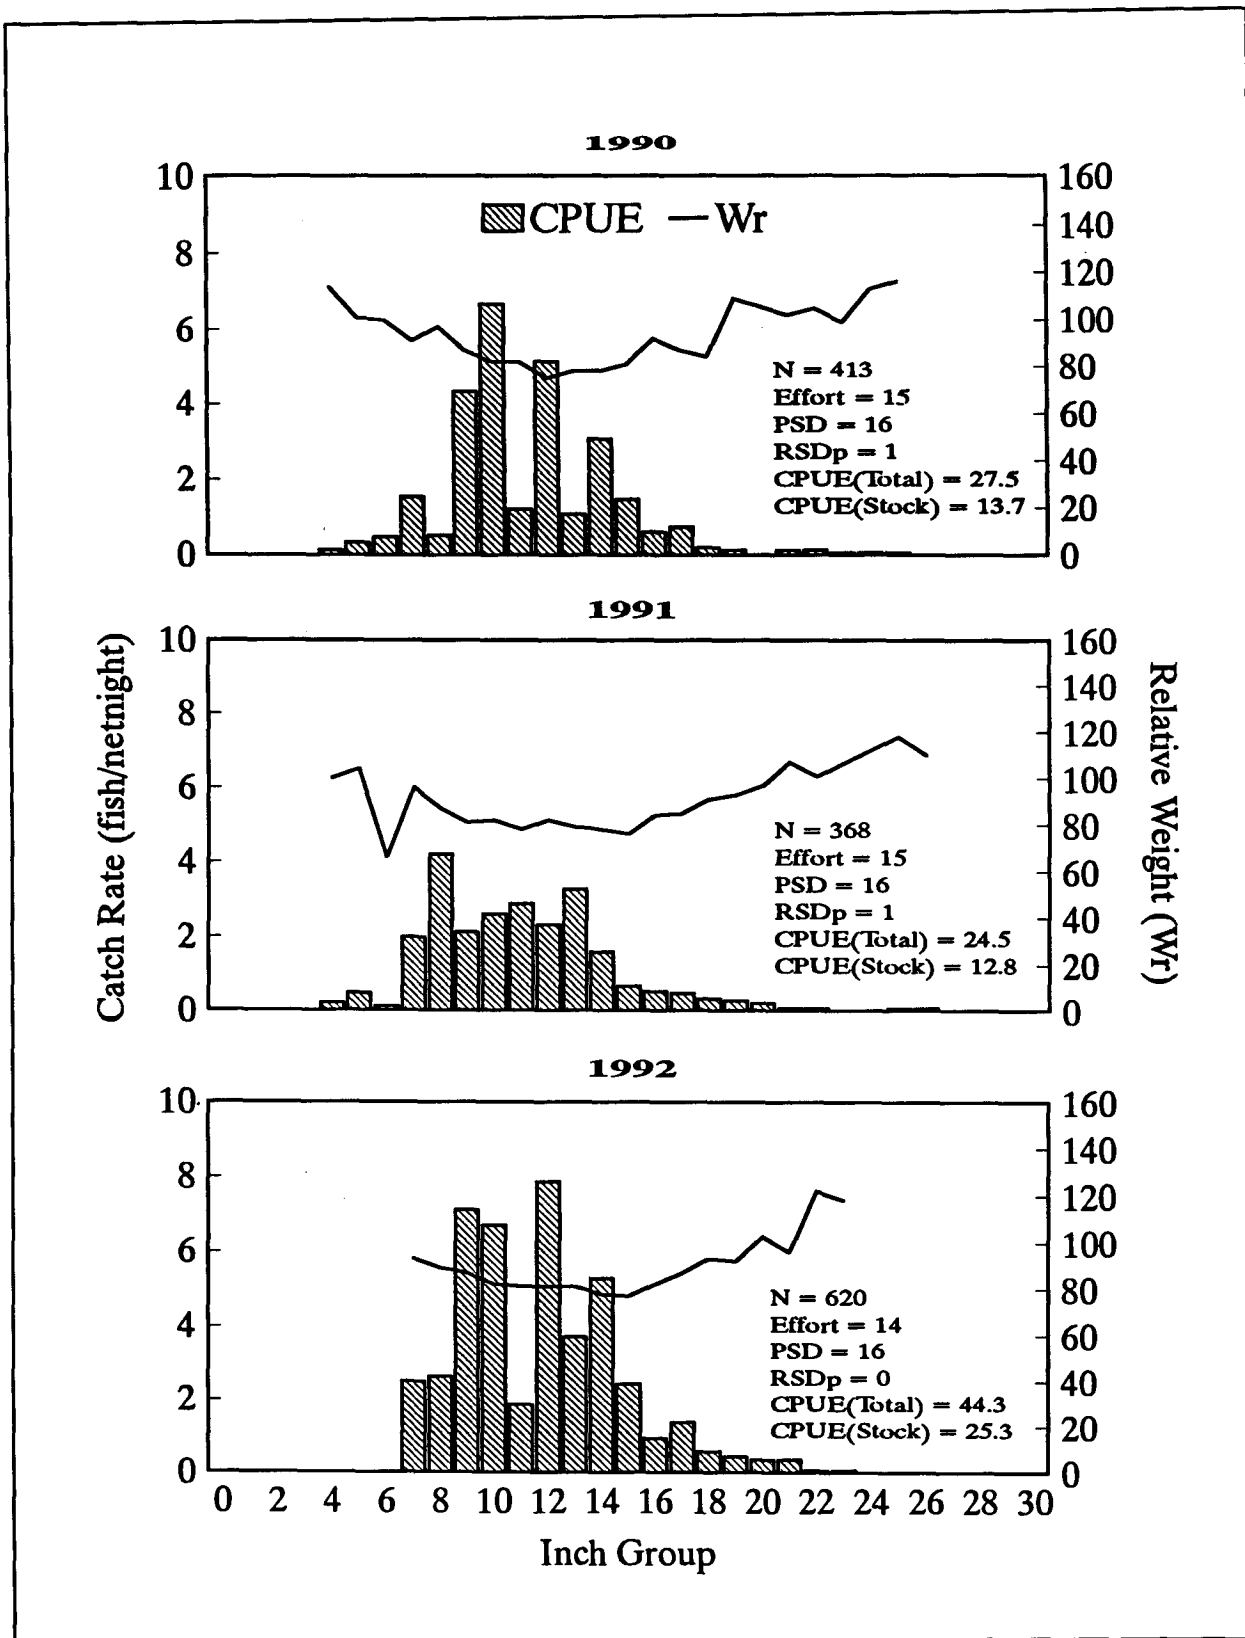 1990
10
8
6
4
2
0
CPUE Wr
160
140
120
100
80
60
40
20
0
N = 413
Effort = 15
PSD = 16
RSDp = 1
CPUE(Total) = 27.5
CPUE(Stock) = 13.7
Catch Rate (fish/netnight)
1991
10
8
6
4
2
0
160
140
120
100
80
60
40
20
0
N = 368
Effort = 15
PSD = 16
RSDp = 1
CPUE(Total) = 24.5
CPUE(Stock) = 12.8
Relative Weight (Wr)
1992
10
8
6
4
2
0
160
140
120
100
80
60
40
20
0
N = 620
Effort = 14
PSD = 16
RSDp = 0
CPUE(Total) = 44.3
CPUE(Stock) = 25.3
0 2 4 6 8 10 12 14 16 18 20 22 24 26 28 30
Inch Group